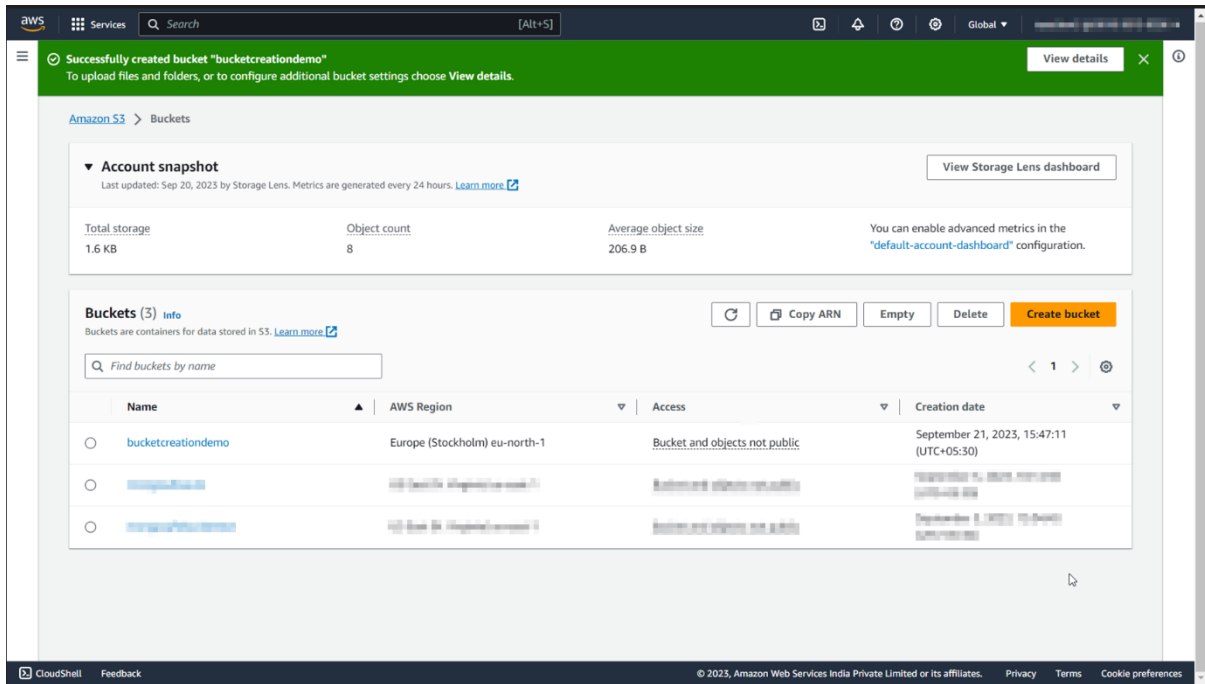 aws Services Search [Alt+S] Global
Successfully created bucket "bucketcreationdemo"
To upload files and folders, or to configure additional bucket settings choose View details.
View details
Amazon S3 > Buckets
Account snapshot
Last updated: Sep 20, 2023 by Storage Lens. Metrics are generated every 24 hours. Learn more
View Storage Lens dashboard
Total storage Object count Average object size
1.6 KB 8 206.9 B
You can enable advanced metrics in the
"default-account-dashboard" configuration.
Buckets (3) Info
Buckets are containers for data stored in S3. Learn more
Copy ARN Empty Delete Create bucket
Find buckets by name
1
Name AWS Region Access Creation date
bucketcreationdemo Europe (Stockholm) eu-north-1 Bucket and objects not public September 21, 2023, 15:47:11
(UTC+05:30)
CloudShell Feedback © 2023, Amazon Web Services India Private Limited or its affiliates. Privacy Terms Cookie preferences